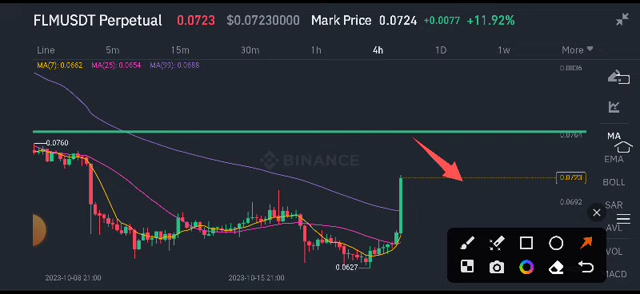 FLMUSDT Perpetual 0.0723 $0.07230000 Mark Price 0.0724 +0.0077 +11.92%
Line 5m 15m 30m 1h 4h 1D 1w More
MA(7): 0.0662 MA(25): 0.0654 MA(99): 0.0688
0.0806
0.0764
MA
0.0760
EMA
BINANCE
0.0723
BOLL
0.0692
SAR
AVL
VOL
0.0627
MACD
2023-10-08 21:00 2023-10-15 21:00